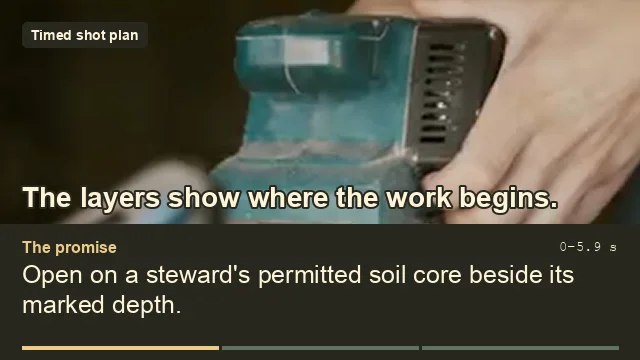 Timed shot plan
The layers show where the work begins.
The promise
0–5.9 s
Open on a steward's permitted soil core beside its
marked depth.